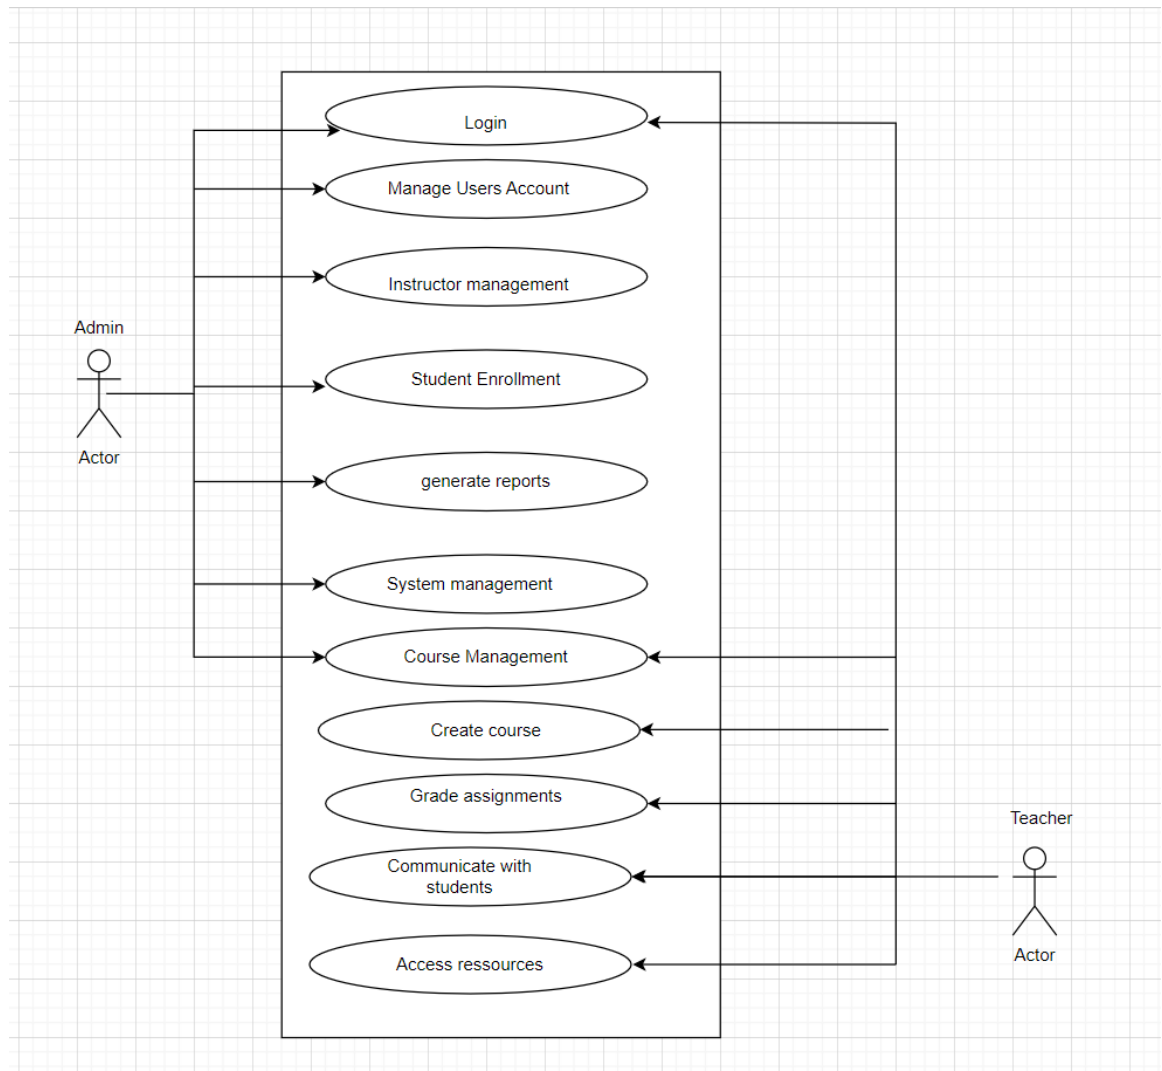 Login
Manage Users Account
Instructor management
Admin
Student Enrollment
Actor
generate reports
System management
Course Management
Create course
Grade assignments
Teacher
Communicate with
students
Actor
Access ressources